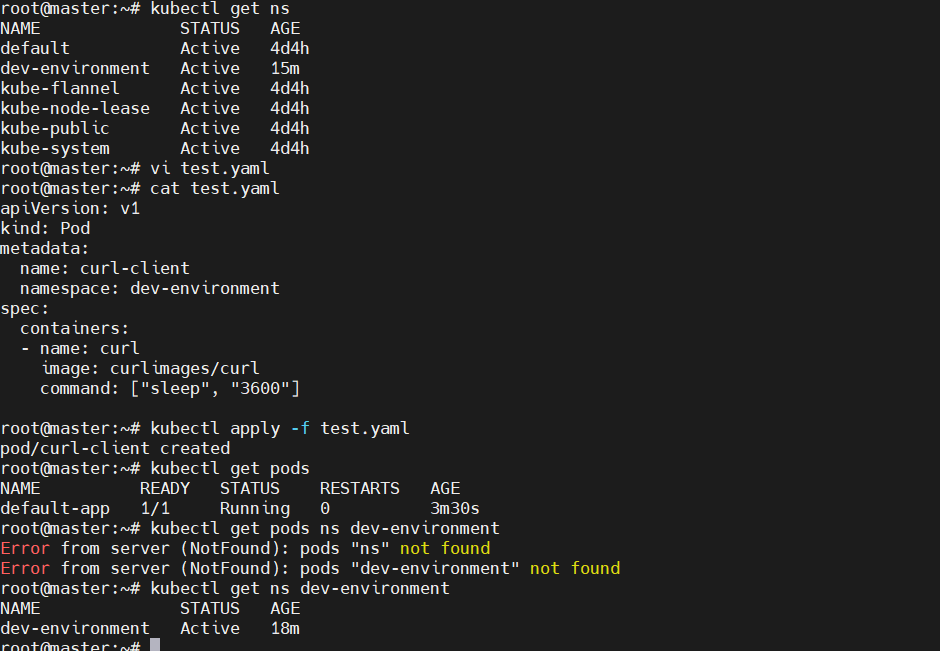 root@master:~# kubectl get ns
NAME              STATUS   AGE
default           Active   4d4h
dev-environment   Active   15m
kube-flannel      Active   4d4h
kube-node-lease   Active   4d4h
kube-public       Active   4d4h
kube-system       Active   4d4h
root@master:~# vi test.yaml
root@master:~# cat test.yaml
apiVersion: v1
kind: Pod
metadata:
  name: curl-client
  namespace: dev-environment
spec:
  containers:
  - name: curl
    image: curlimages/curl
    command: ["sleep", "3600"]

root@master:~# kubectl apply -f test.yaml
pod/curl-client created
root@master:~# kubectl get pods
NAME          READY   STATUS    RESTARTS   AGE
default-app   1/1     Running   0          3m30s
root@master:~# kubectl get pods ns dev-environment
Error from server (NotFound): pods "ns" not found
Error from server (NotFound): pods "dev-environment" not found
root@master:~# kubectl get ns dev-environment
NAME              STATUS   AGE
dev-environment   Active   18m
root@master:~#